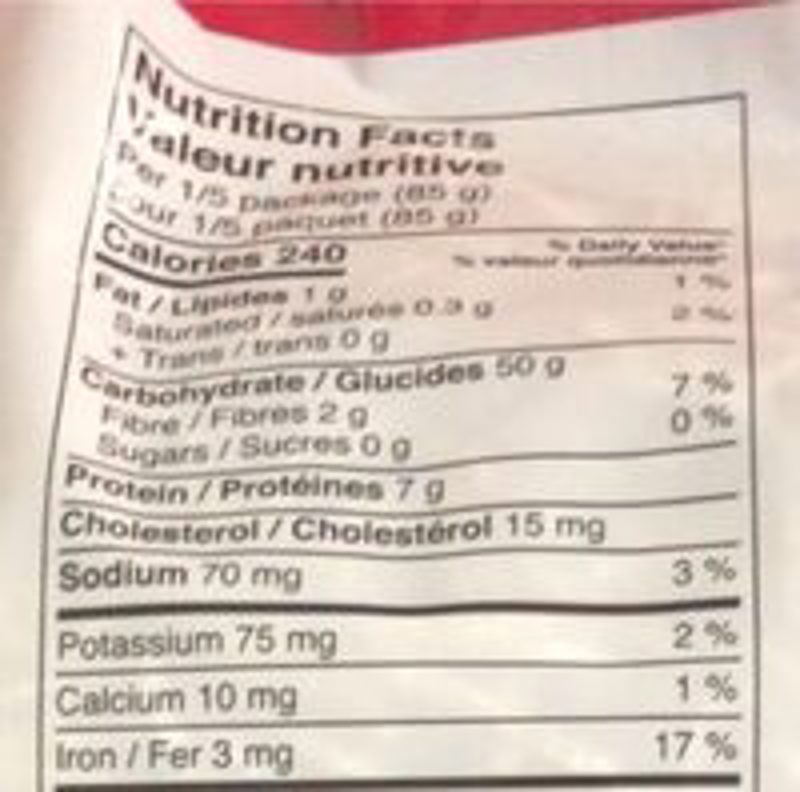 Nutrition Facts
Valeur nutritive
Per 1/5 package (85 g)
Pour 1/5 paquet (85 g)
Calories 240
% Daily Value*
% valeur quotidienne*
Fat / Lipides 1 g 1 %
Saturated / saturés 0.3 g 2 %
+ Trans / trans 0 g
Carbohydrate / Glucides 50 g
Fibre / Fibres 2 g 7 %
Sugars / Sucres 0 g 0 %
Protein / Protéines 7 g
Cholesterol / Cholestérol 15 mg
Sodium 70 mg 3 %
Potassium 75 mg 2 %
Calcium 10 mg 1 %
Iron / Fer 3 mg 17 %